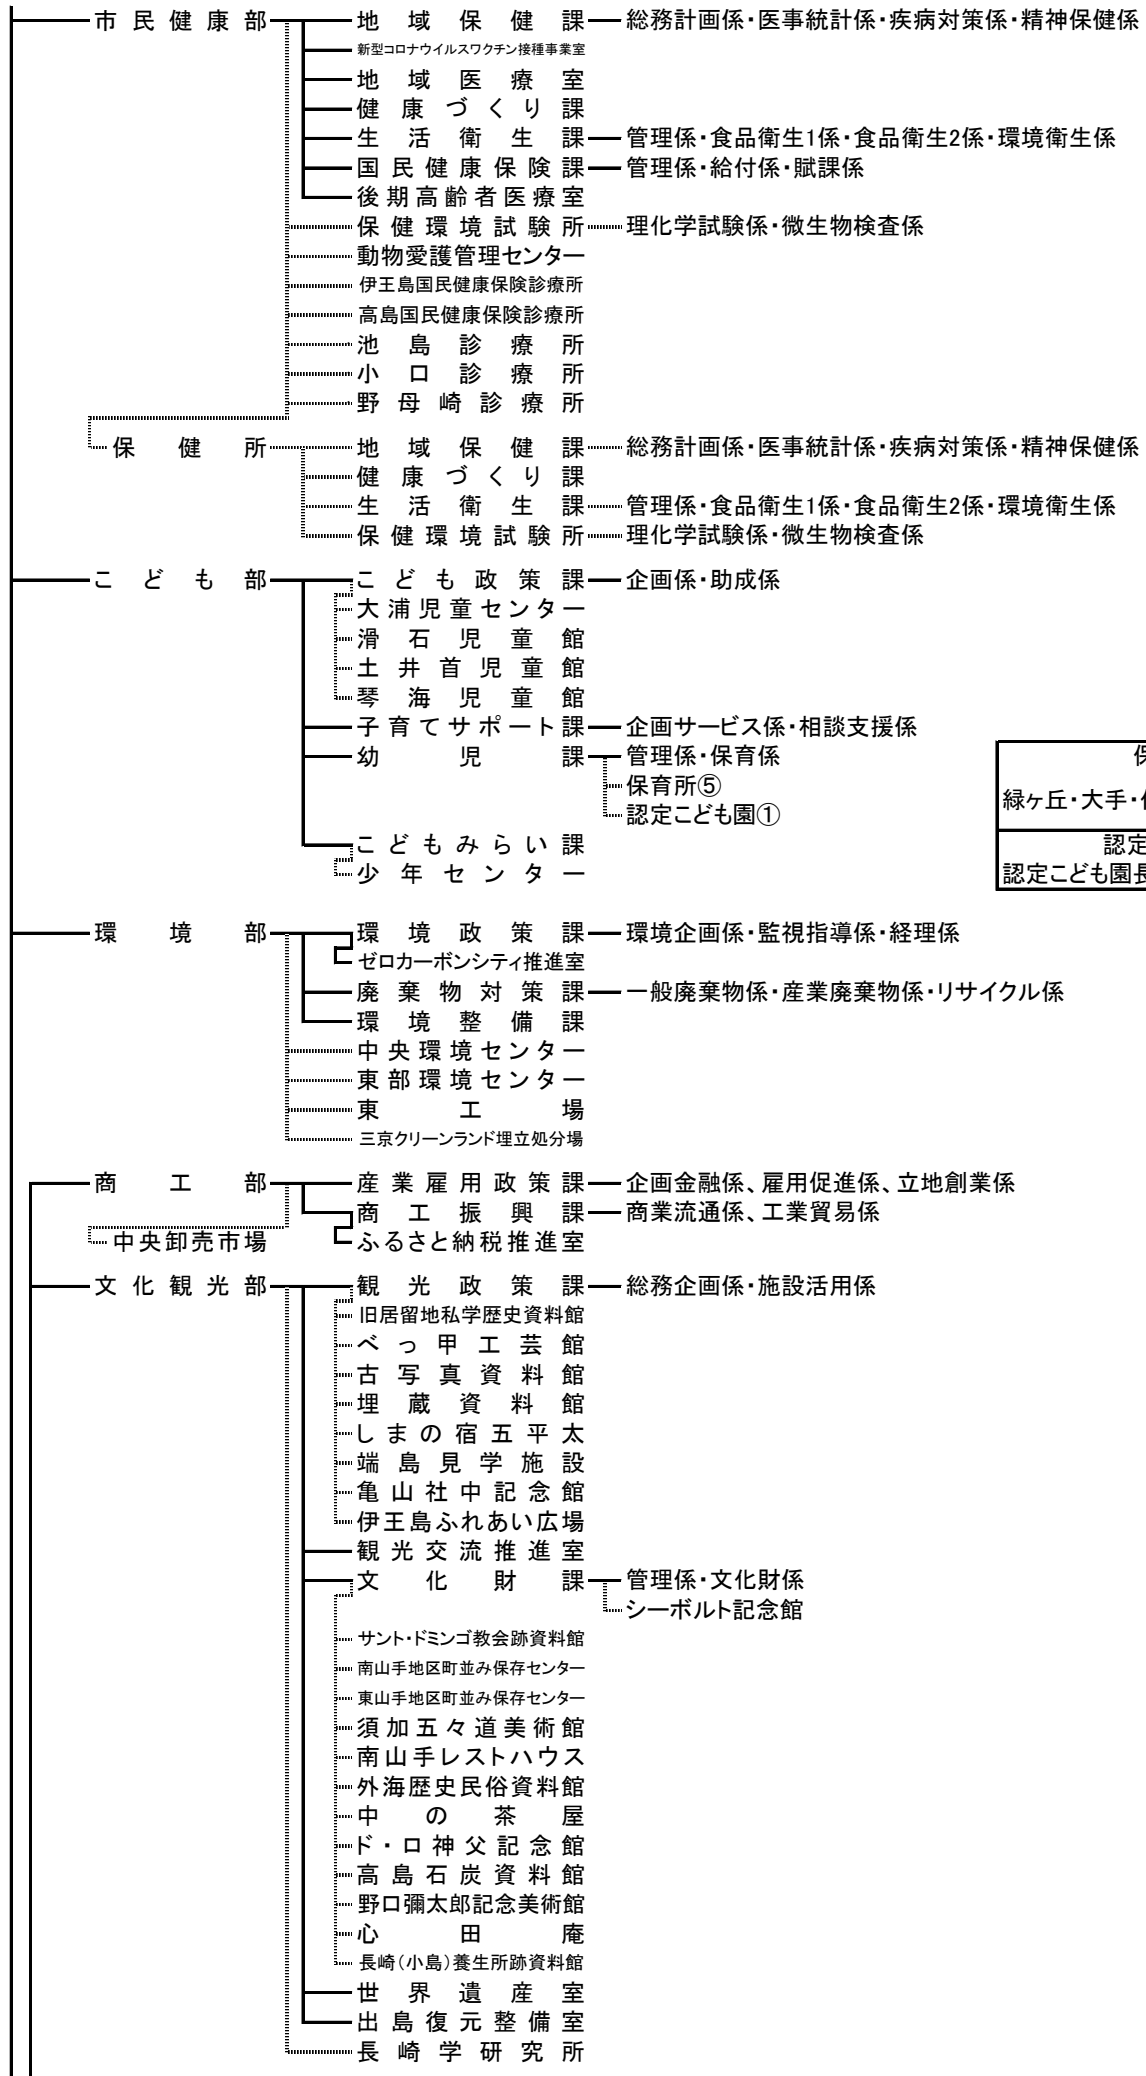 市民健康部 地域保健課 総務計画係・医事統計係・疾病対策係・精神保健係
新型コロナウイルスワクチン接種事業室
地域医療室
健康づくり課
生活衛生課 管理係・食品衛生1係・食品衛生2係・環境衛生係
国民健康保険課 管理係・給付係・賦課係
後期高齢者医療室
保健環境試験所 理化学試験係・微生物検査係
動物愛護管理センター
伊王島国民健康保険診療所
高島国民健康保険診療所
池島診療所
小口診療所
野母崎診療所
保健所 地域保健課 総務計画係・医事統計係・疾病対策係・精神保健係
健康づくり課
生活衛生課 管理係・食品衛生1係・食品衛生2係・環境衛生係
保健環境試験所 理化学試験係・微生物検査係
こども部 こども政策課 企画係・助成係
大浦児童センター
滑石児童館
土井首児童館
琴海児童館
子育てサポート課 企画サービス係・相談支援係
幼児課 管理係・保育係
保育所⑤
認定こども園①
緑ヶ丘・大手・
こどもみらい課 認定
少年センター 認定こども園長
環境部 環境政策課 環境企画係・監視指導係・経理係
ゼロカーボンシティ推進室
廃棄物対策課 一般廃棄物係・産業廃棄物係・リサイクル係
環境整備課
中央環境センター
東部環境センター
東工場
三京クリーンランド埋立処分場
商工部 産業雇用政策課 企画金融係、雇用促進係、立地創業係
商工振興課 商業流通係、工業貿易係
中央卸売市場 ふるさと納税推進室
文化観光部 観光政策課 総務企画係・施設活用係
旧居留地私学歴史資料館
べっ甲工芸館
古写真資料館
埋蔵資料館
しまの宿五平太
端島見学施設
亀山社中記念館
伊王島ふれあい広場
観光交流推進室
文化財課 管理係・文化財係
シーボルト記念館
サント・ドミンゴ教会跡資料館
南山手地区町並み保存センター
東山手地区町並み保存センター
須加五々道美術館
南山手レストハウス
外海歴史民俗資料館
中の茶屋
ド・ロ神父記念館
高島石炭資料館
野口彌太郎記念美術館
心田庵
長崎(小島)養生所跡資料館
世界遺産室
出島復元整備室
長崎学研究所